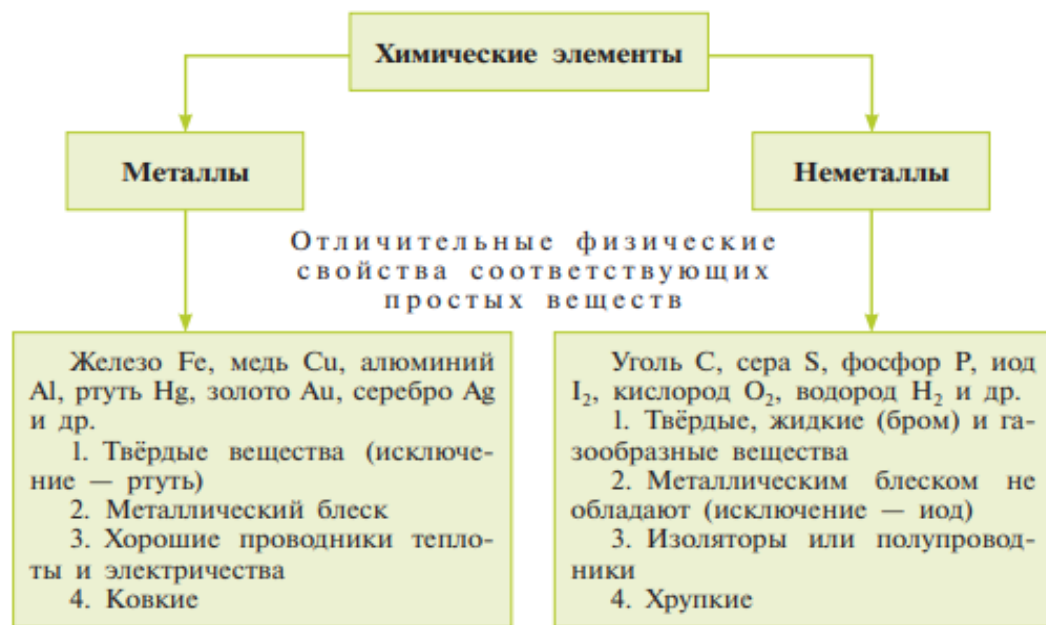 Химические элементы
Металлы
Неметаллы
Отличительные физические
свойства соответствующих
простых веществ
Железо Fe, медь Cu, алюминий
Al, ртуть Hg, золото Au, серебро Ag
и др.
1. Твёрдые вещества (исключе-
ние — ртуть)
2. Металлический блеск
3. Хорошие проводники тепло-
ты и электричества
4. Ковкие
Уголь C, сера S, фосфор P, иод
I₂, кислород O₂, водород H₂ и др.
1. Твёрдые, жидкие (бром) и га-
зообразные вещества
2. Металлическим блеском не
обладают (исключение — иод)
3. Изоляторы или полупровод-
ники
4. Хрупкие